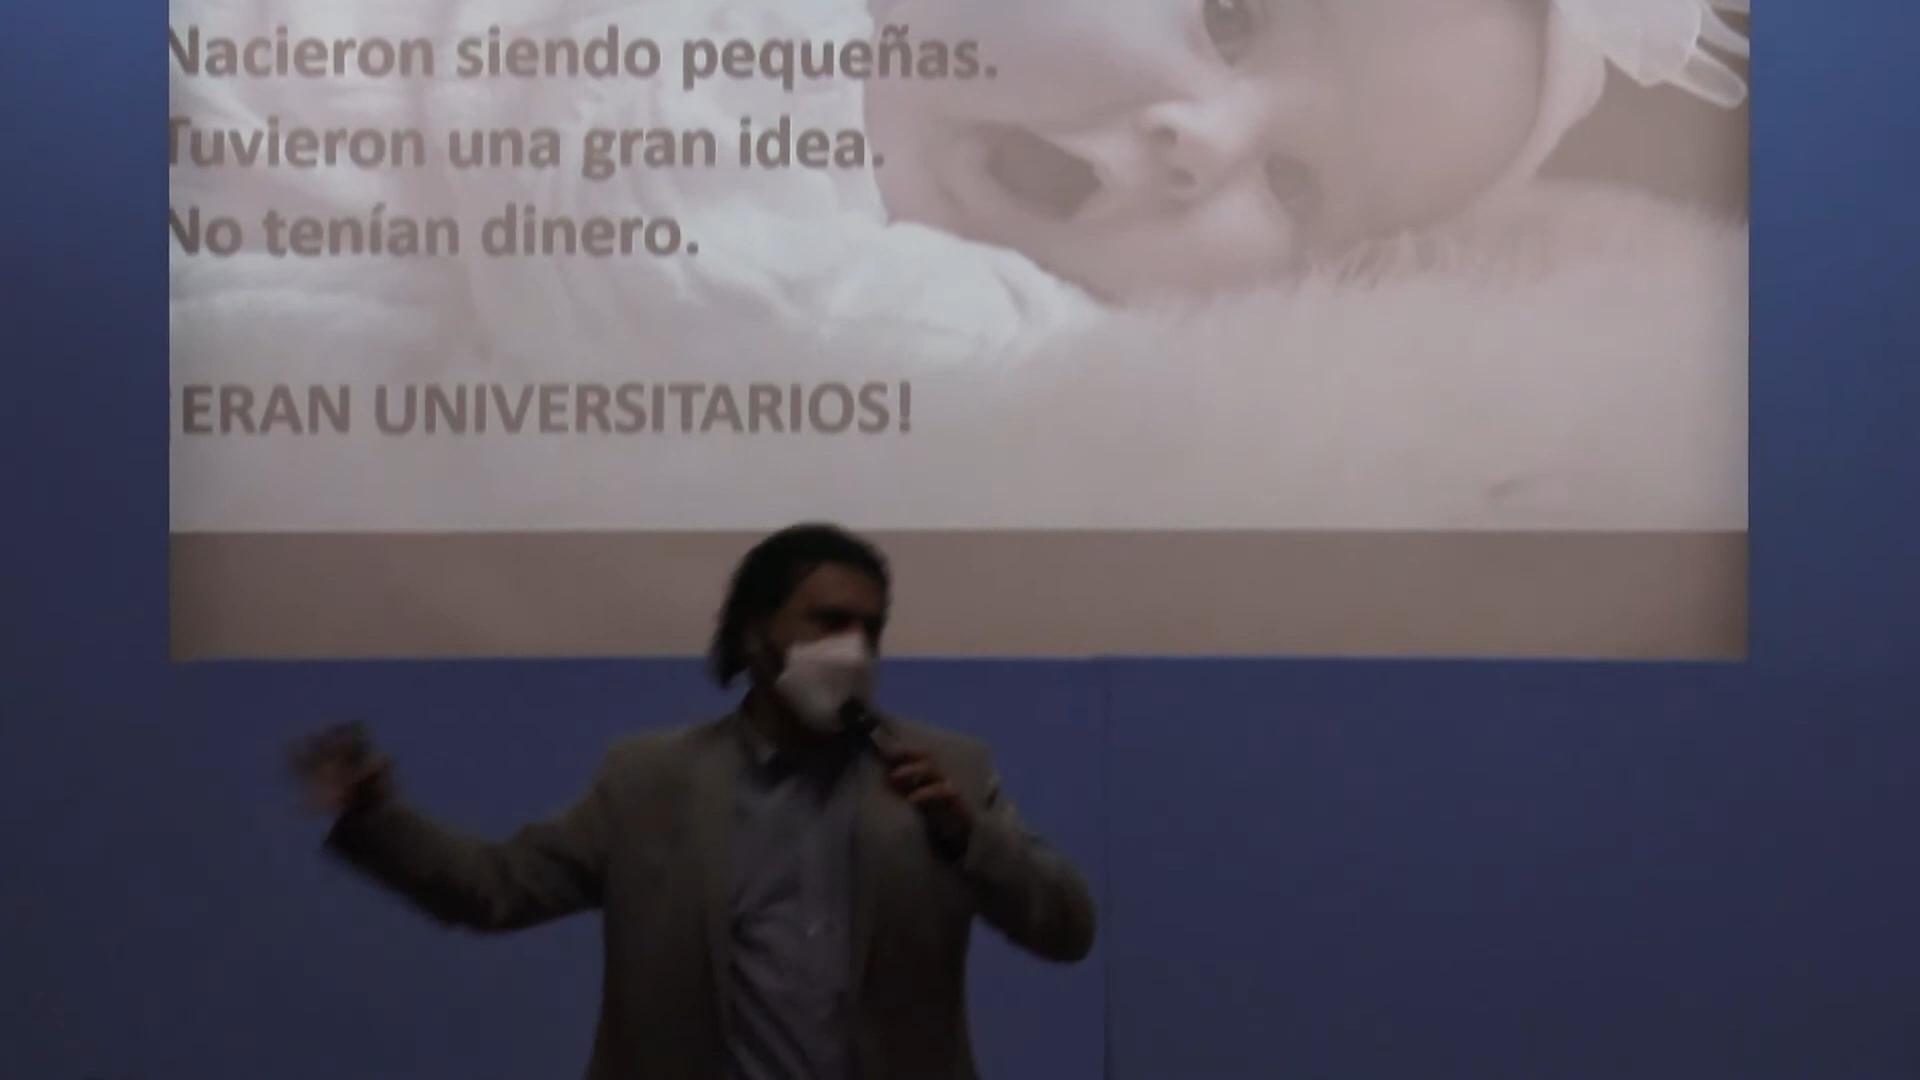 Nacieron siendo pequeñas.
Tuvieron una gran idea.
No tenían dinero.
¡ERAN UNIVERSITARIOS!